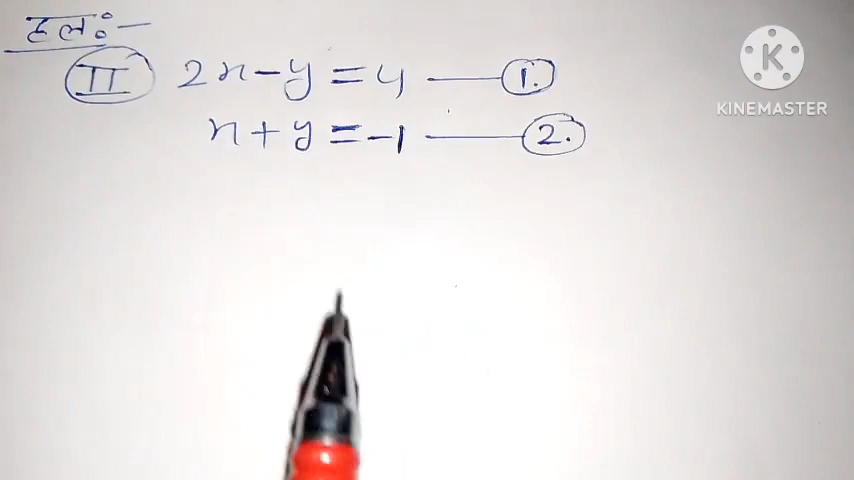 हल:-
II 2x-y=4 — 1.
x+y=-1 — 2.
K
KINEMASTER